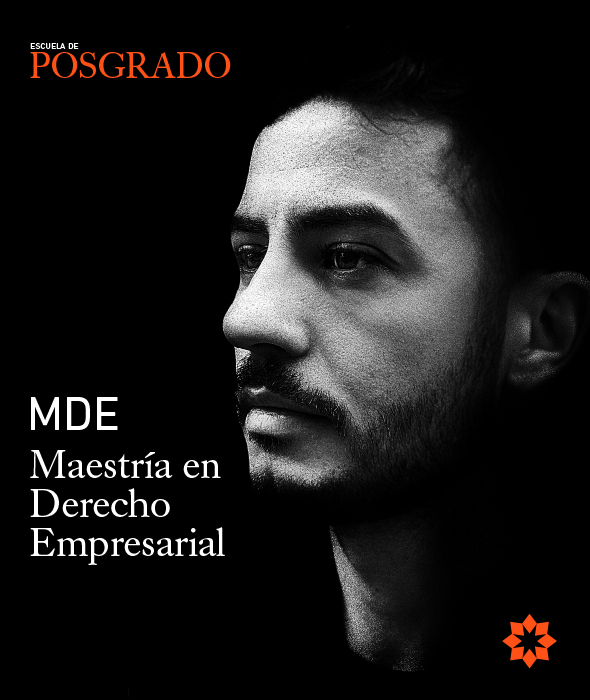 ESCUELA DE
POSGRADO
MDE
Maestría en
Derecho
Empresarial